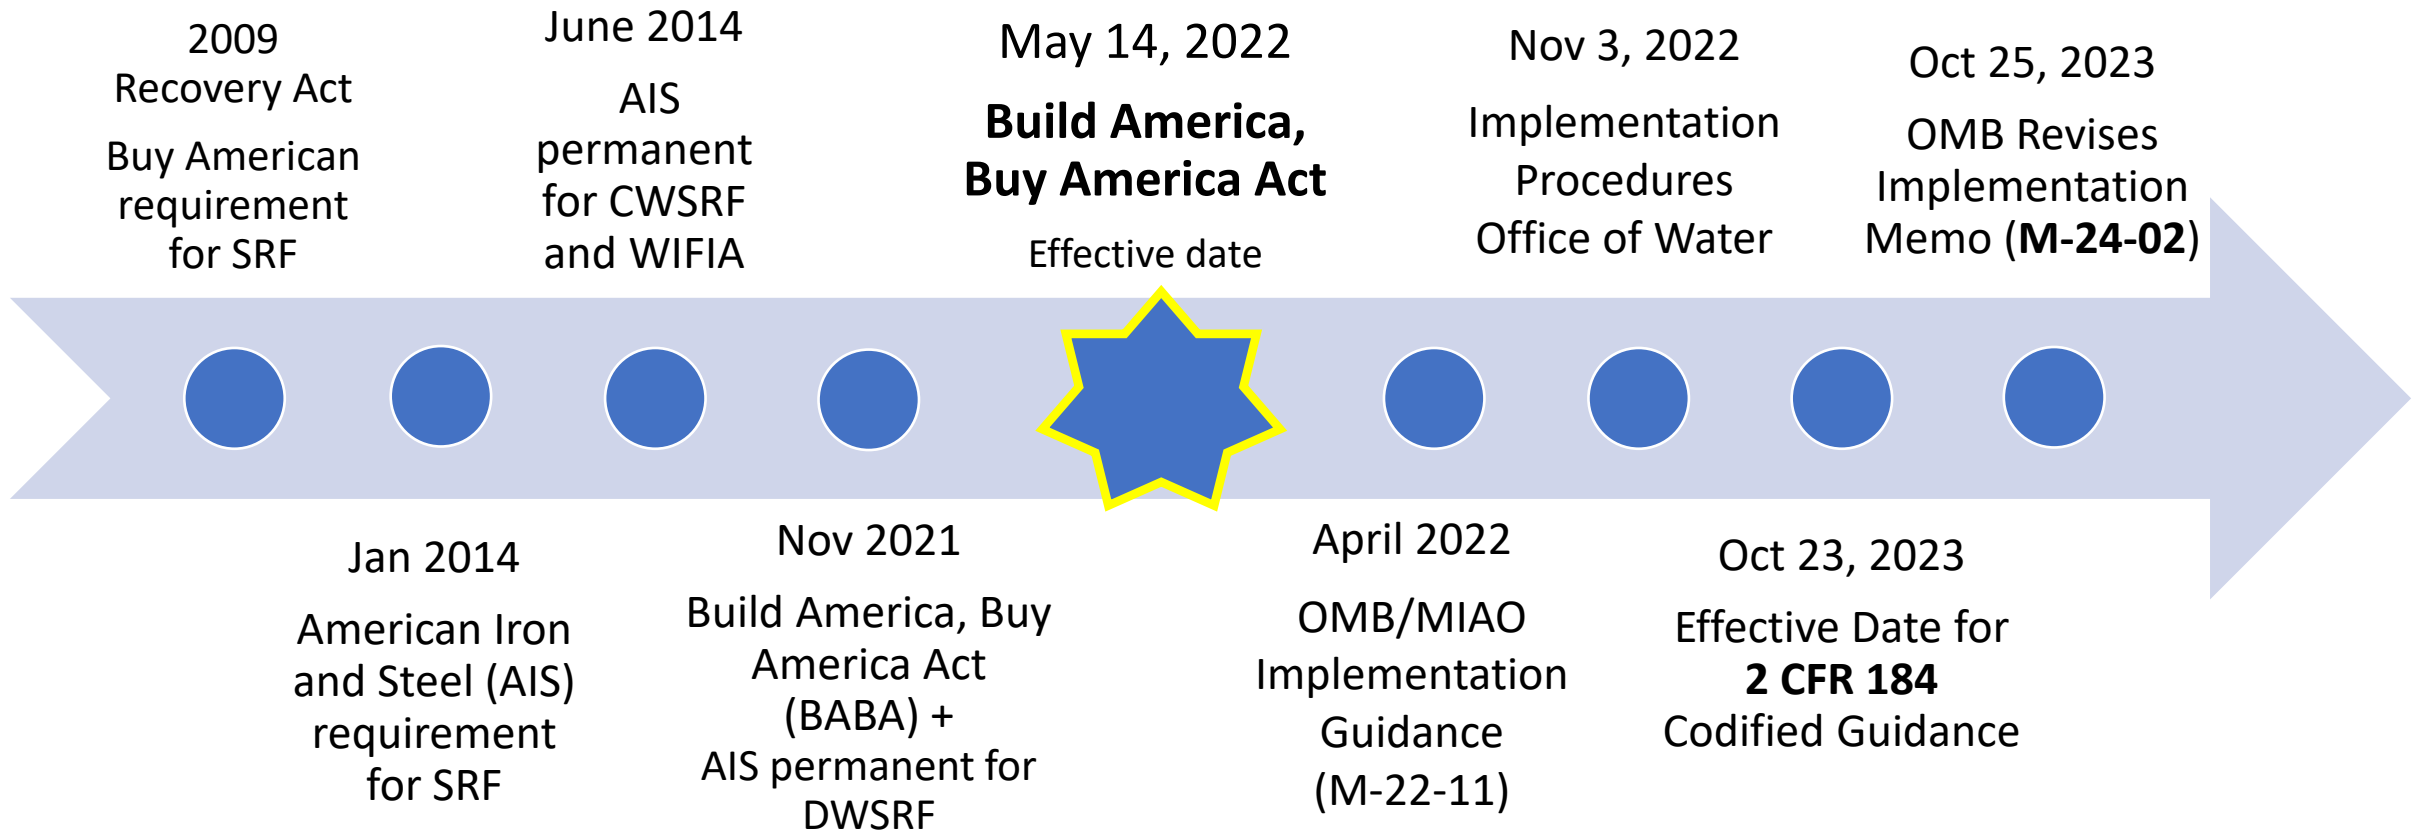 2009
Recovery Act
Buy American
requirement
for SRF
June 2014
AIS
permanent
for CWSRF
and WIFIA
May 14, 2022
Build America,
Buy America Act
Effective date
Nov 3, 2022
Implementation
Procedures
Office of Water
Oct 25, 2023
OMB Revises
Implementation
Memo (M-24-02)
Jan 2014
American Iron
and Steel (AIS)
requirement
for SRF
Nov 2021
Build America, Buy
America Act
(BABA) +
AIS permanent for
DWSRF
April 2022
OMB/MIAO
Implementation
Guidance
(M-22-11)
Oct 23, 2023
Effective Date for
2 CFR 184
Codified Guidance